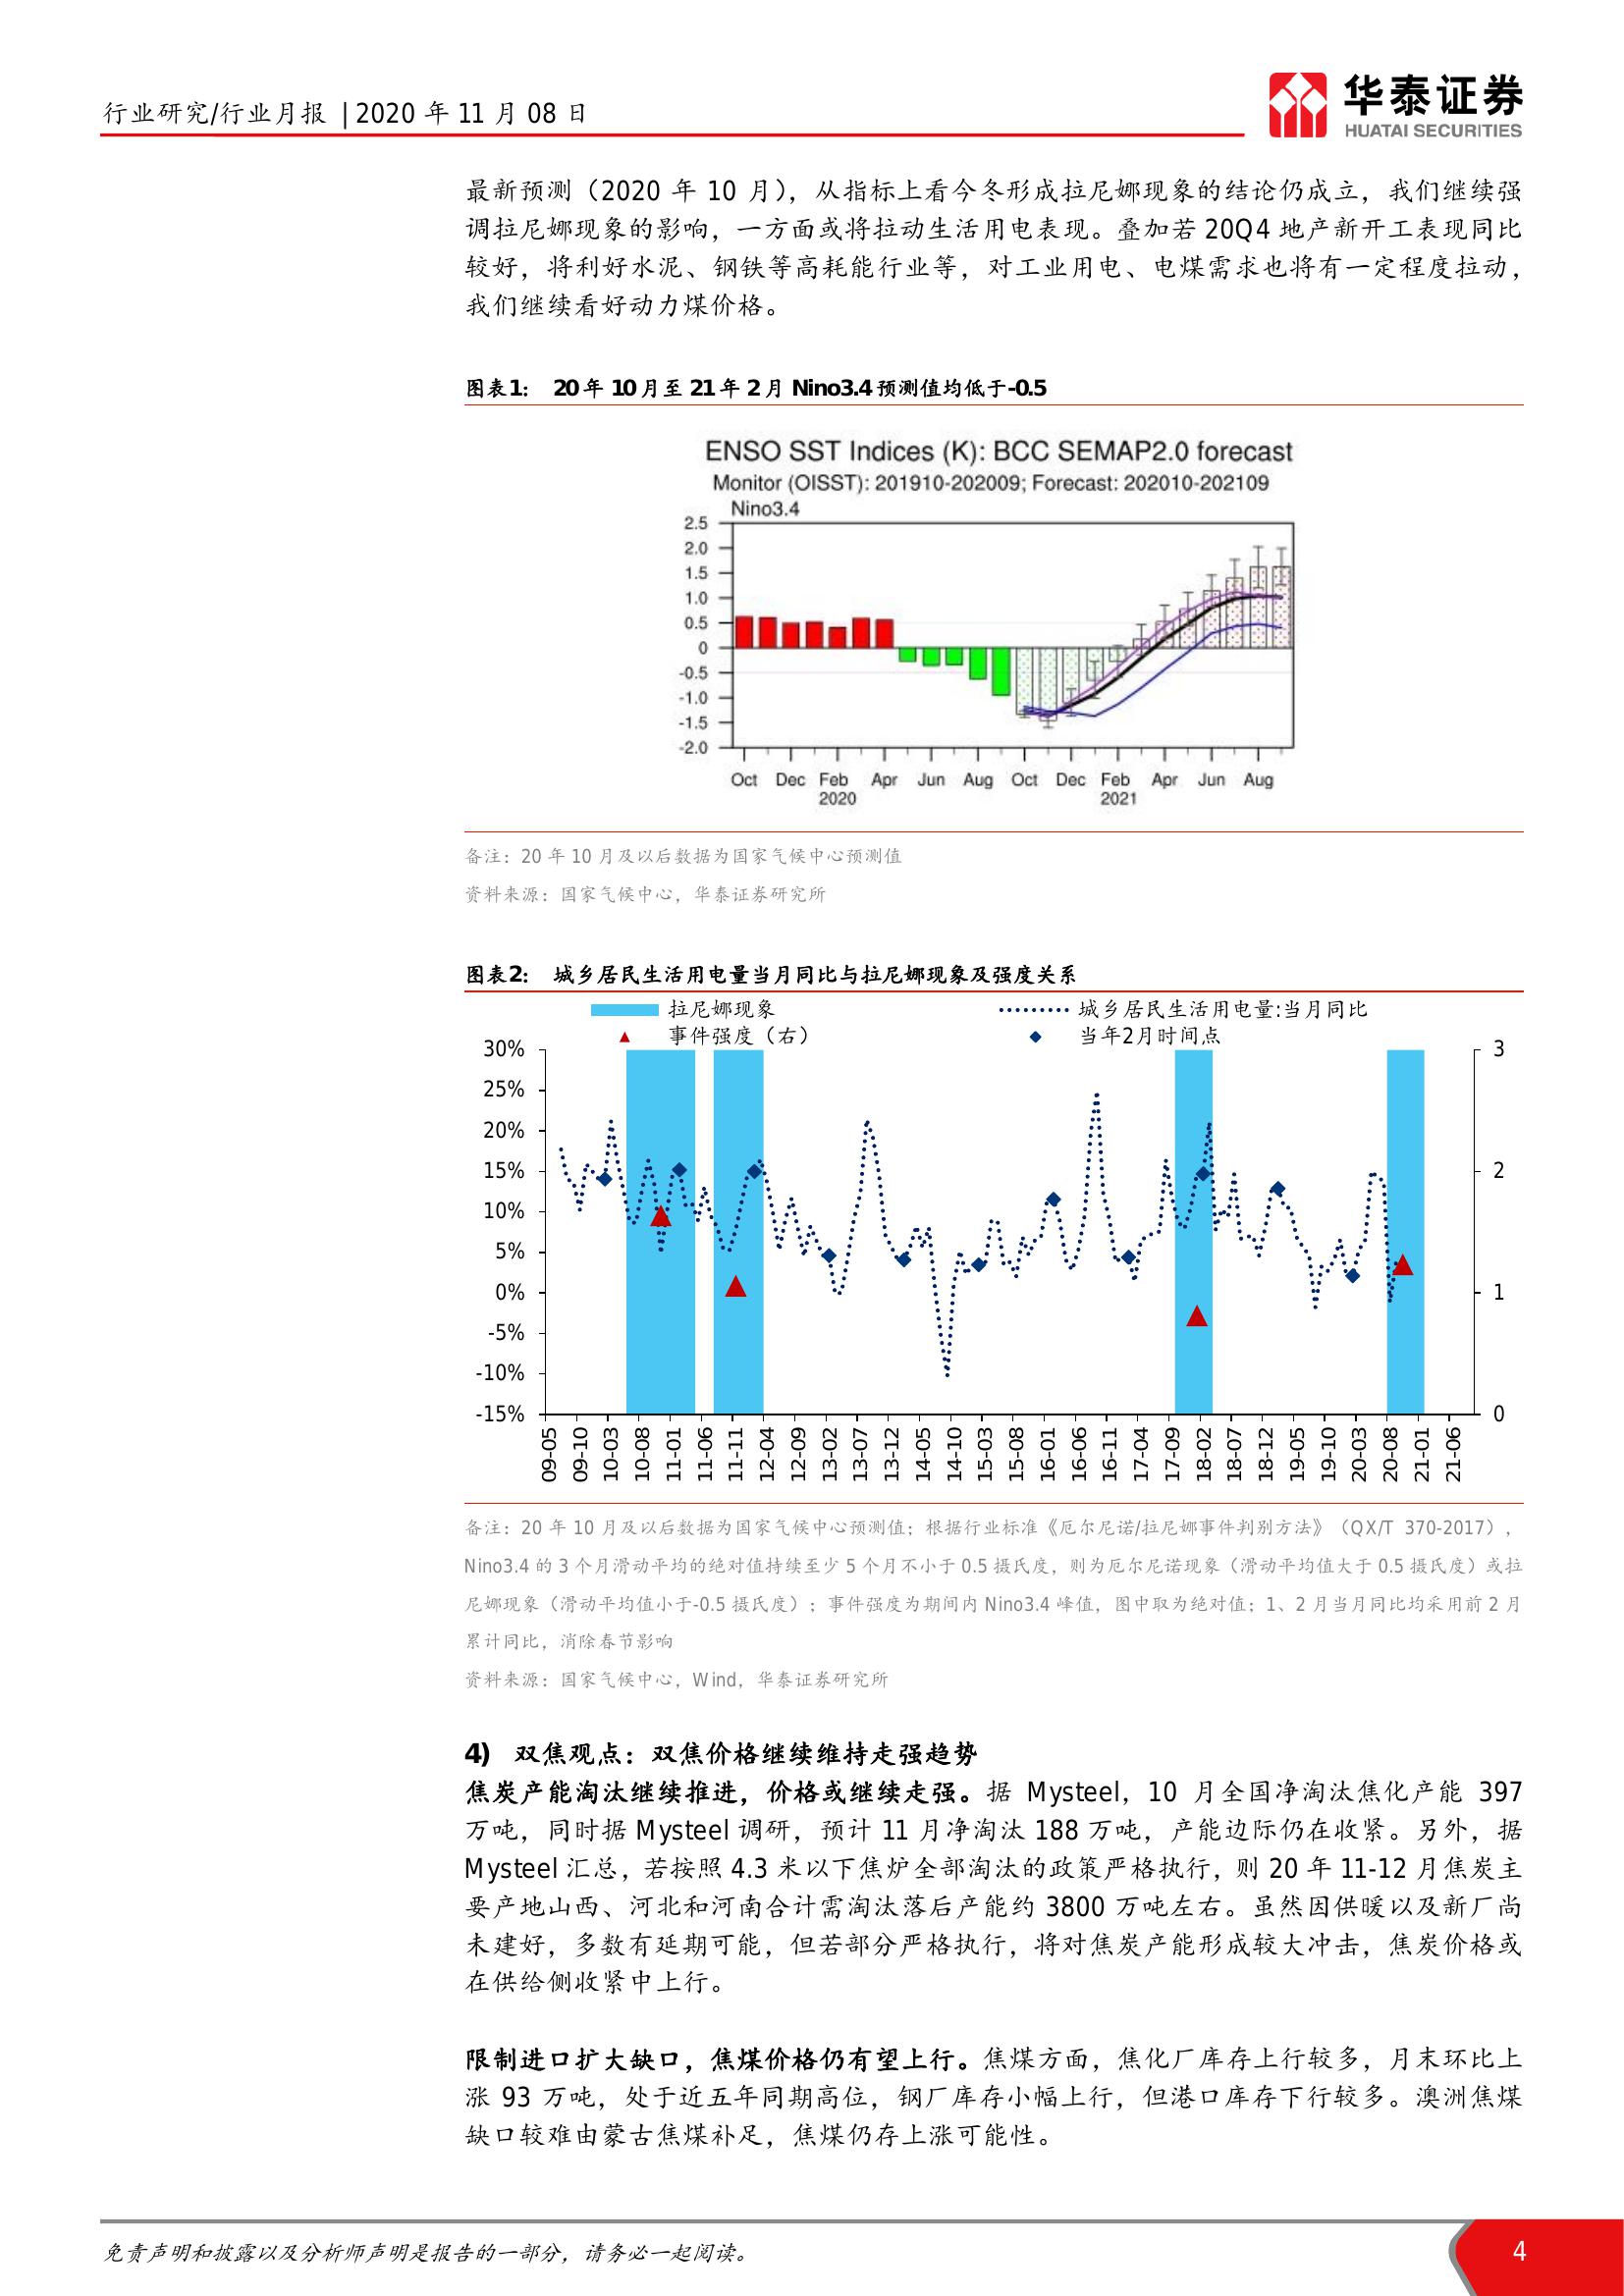 行业研究/行业月报 | 2020 年 11 月 08 日
华泰证券
HUATAI SECURITIES
最新预测（2020 年 10 月），从指标上看今冬形成拉尼娜现象的结论仍成立，我们继续强
调拉尼娜现象的影响，一方面或将拉动生活用电表现。叠加若 20Q4 地产新开工表现同比
较好，将利好水泥、钢铁等高耗能行业等，对工业用电、电煤需求也将有一定程度拉动，
我们继续看好动力煤价格。
图表1： 20 年 10 月至 21 年 2 月 Nino3.4 预测值均低于-0.5
ENSO SST Indices (K): BCC SEMAP2.0 forecast
Monitor (OISST): 201910-202009; Forecast: 202010-202109
Nino3.4
2.5
2.0
1.5
1.0
0.5
0
-0.5
-1.0
-1.5
-2.0
Oct Dec Feb Apr Jun Aug Oct Dec Feb Apr Jun Aug
2020 2021
备注：20 年 10 月及以后数据为国家气候中心预测值
资料来源：国家气候中心，华泰证券研究所
图表2： 城乡居民生活用电量当月同比与拉尼娜现象及强度关系
拉尼娜现象 城乡居民生活用电量:当月同比
事件强度（右） 当年2月时间点
30%
25%
20%
15%
10%
5%
0%
-5%
-10%
-15%
3
2
1
0
09-05 09-10 10-03 10-08 11-01 11-06 11-11 12-04 12-09 13-02 13-07 13-12 14-05 14-10 15-03 15-08 16-01 16-06 16-11 17-04 17-09 18-02 18-07 18-12 19-05 19-10 20-03 20-08 21-01 21-06
备注：20 年 10 月及以后数据为国家气候中心预测值；根据行业标准《厄尔尼诺/拉尼娜事件判别方法》（QX/T 370-2017），
Nino3.4 的 3 个月滑动平均的绝对值持续至少 5 个月不小于 0.5 摄氏度，则为厄尔尼诺现象（滑动平均值大于 0.5 摄氏度）或拉
尼娜现象（滑动平均值小于-0.5 摄氏度）；事件强度为期间内 Nino3.4 峰值，图中取为绝对值；1、2 月当月同比均采用前 2 月
累计同比，消除春节影响
资料来源：国家气候中心，Wind，华泰证券研究所
4) 双焦观点：双焦价格继续维持走强趋势
焦炭产能淘汰继续推进，价格或继续走强。据 Mysteel，10 月全国净淘汰焦化产能 397
万吨，同时据 Mysteel 调研，预计 11 月净淘汰 188 万吨，产能边际仍在收紧。另外，据
Mysteel 汇总，若按照 4.3 米以下焦炉全部淘汰的政策严格执行，则 20 年 11-12 月焦炭主
要产地山西、河北和河南合计需淘汰落后产能约 3800 万吨左右。虽然因供暖以及新厂尚
未建好，多数有延期可能，但若部分严格执行，将对焦炭产能形成较大冲击，焦炭价格或
在供给侧收紧中上行。
限制进口扩大缺口，焦煤价格仍有望上行。焦煤方面，焦化厂库存上行较多，月末环比上
涨 93 万吨，处于近五年同期高位，钢厂库存小幅上行，但港口库存下行较多。澳洲焦煤
缺口较难由蒙古焦煤补足，焦煤仍存上涨可能性。
免责声明和披露以及分析师声明是报告的一部分，请务必一起阅读。
4